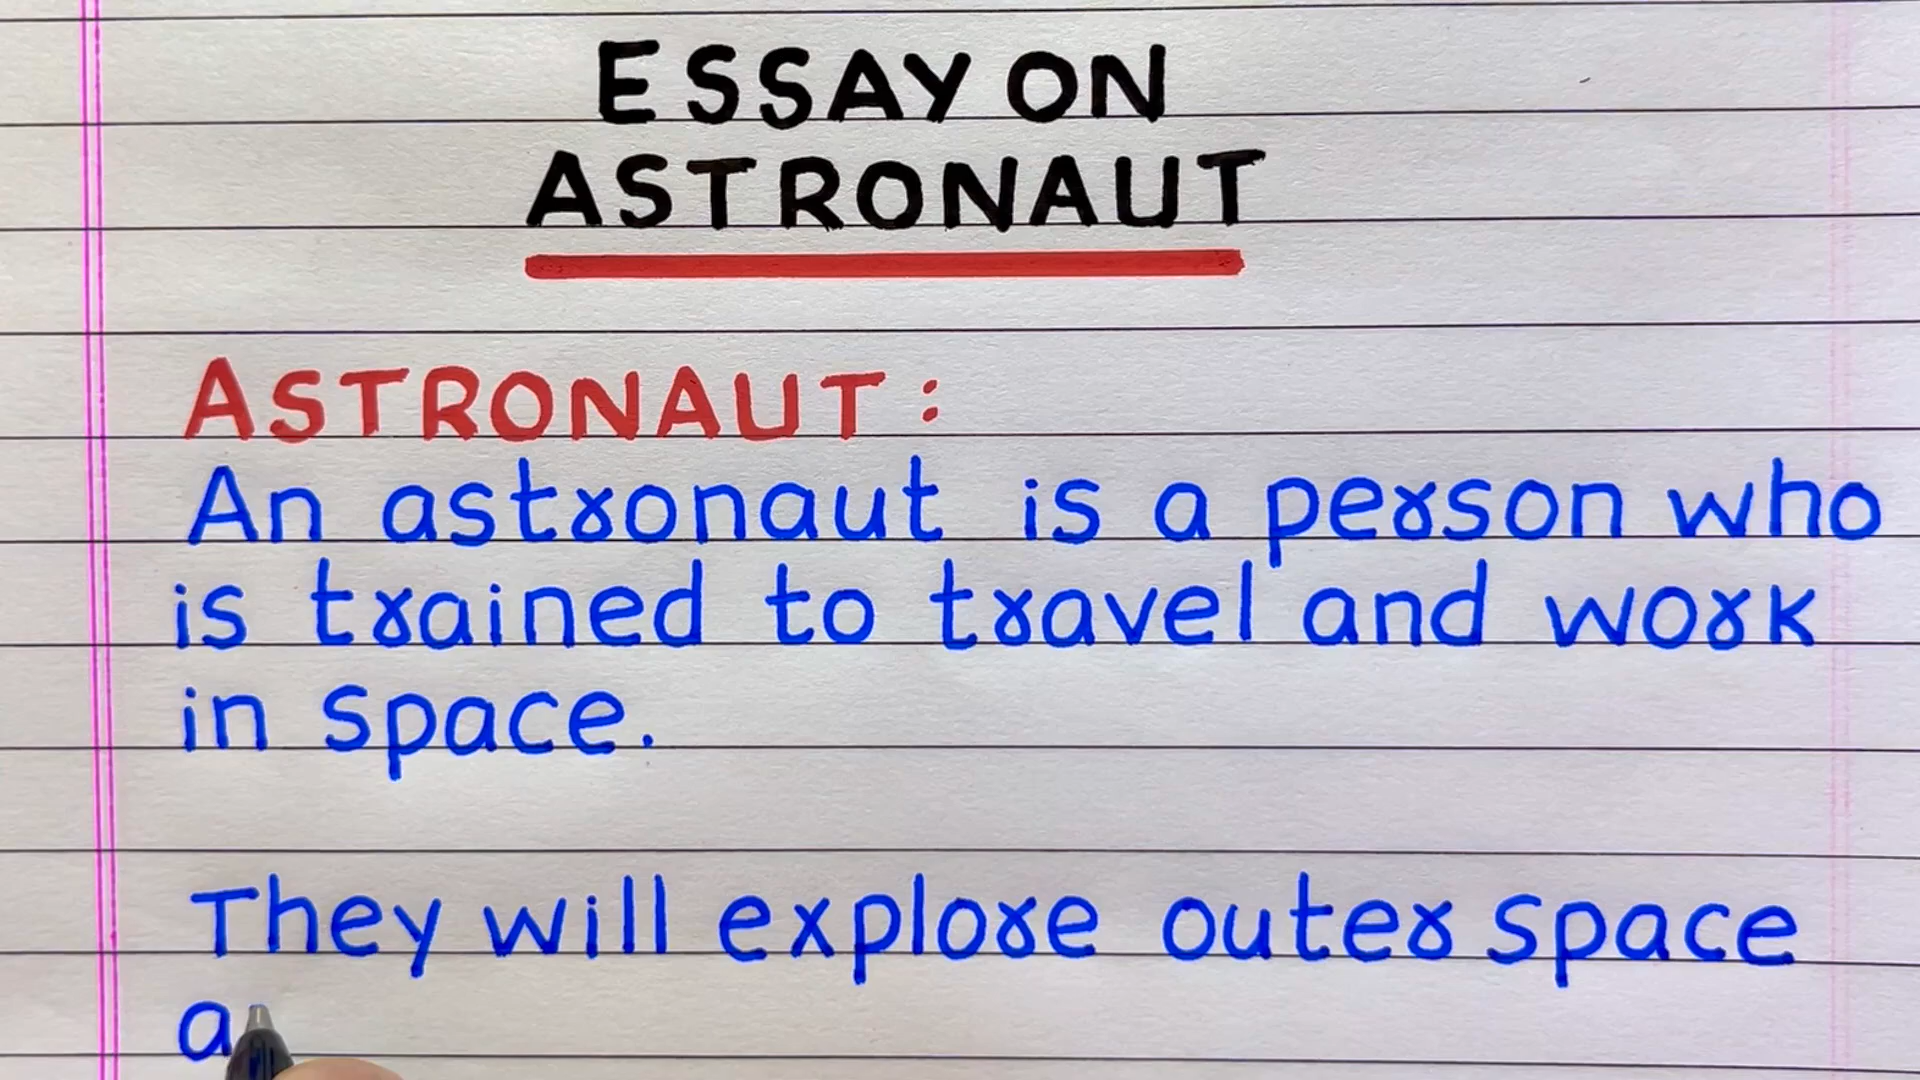 ESSAY ON
ASTRONAUT
ASTRONAUT:
An astronaut is a person who
is trained to travel and work
in space.
They will explore outer space
a